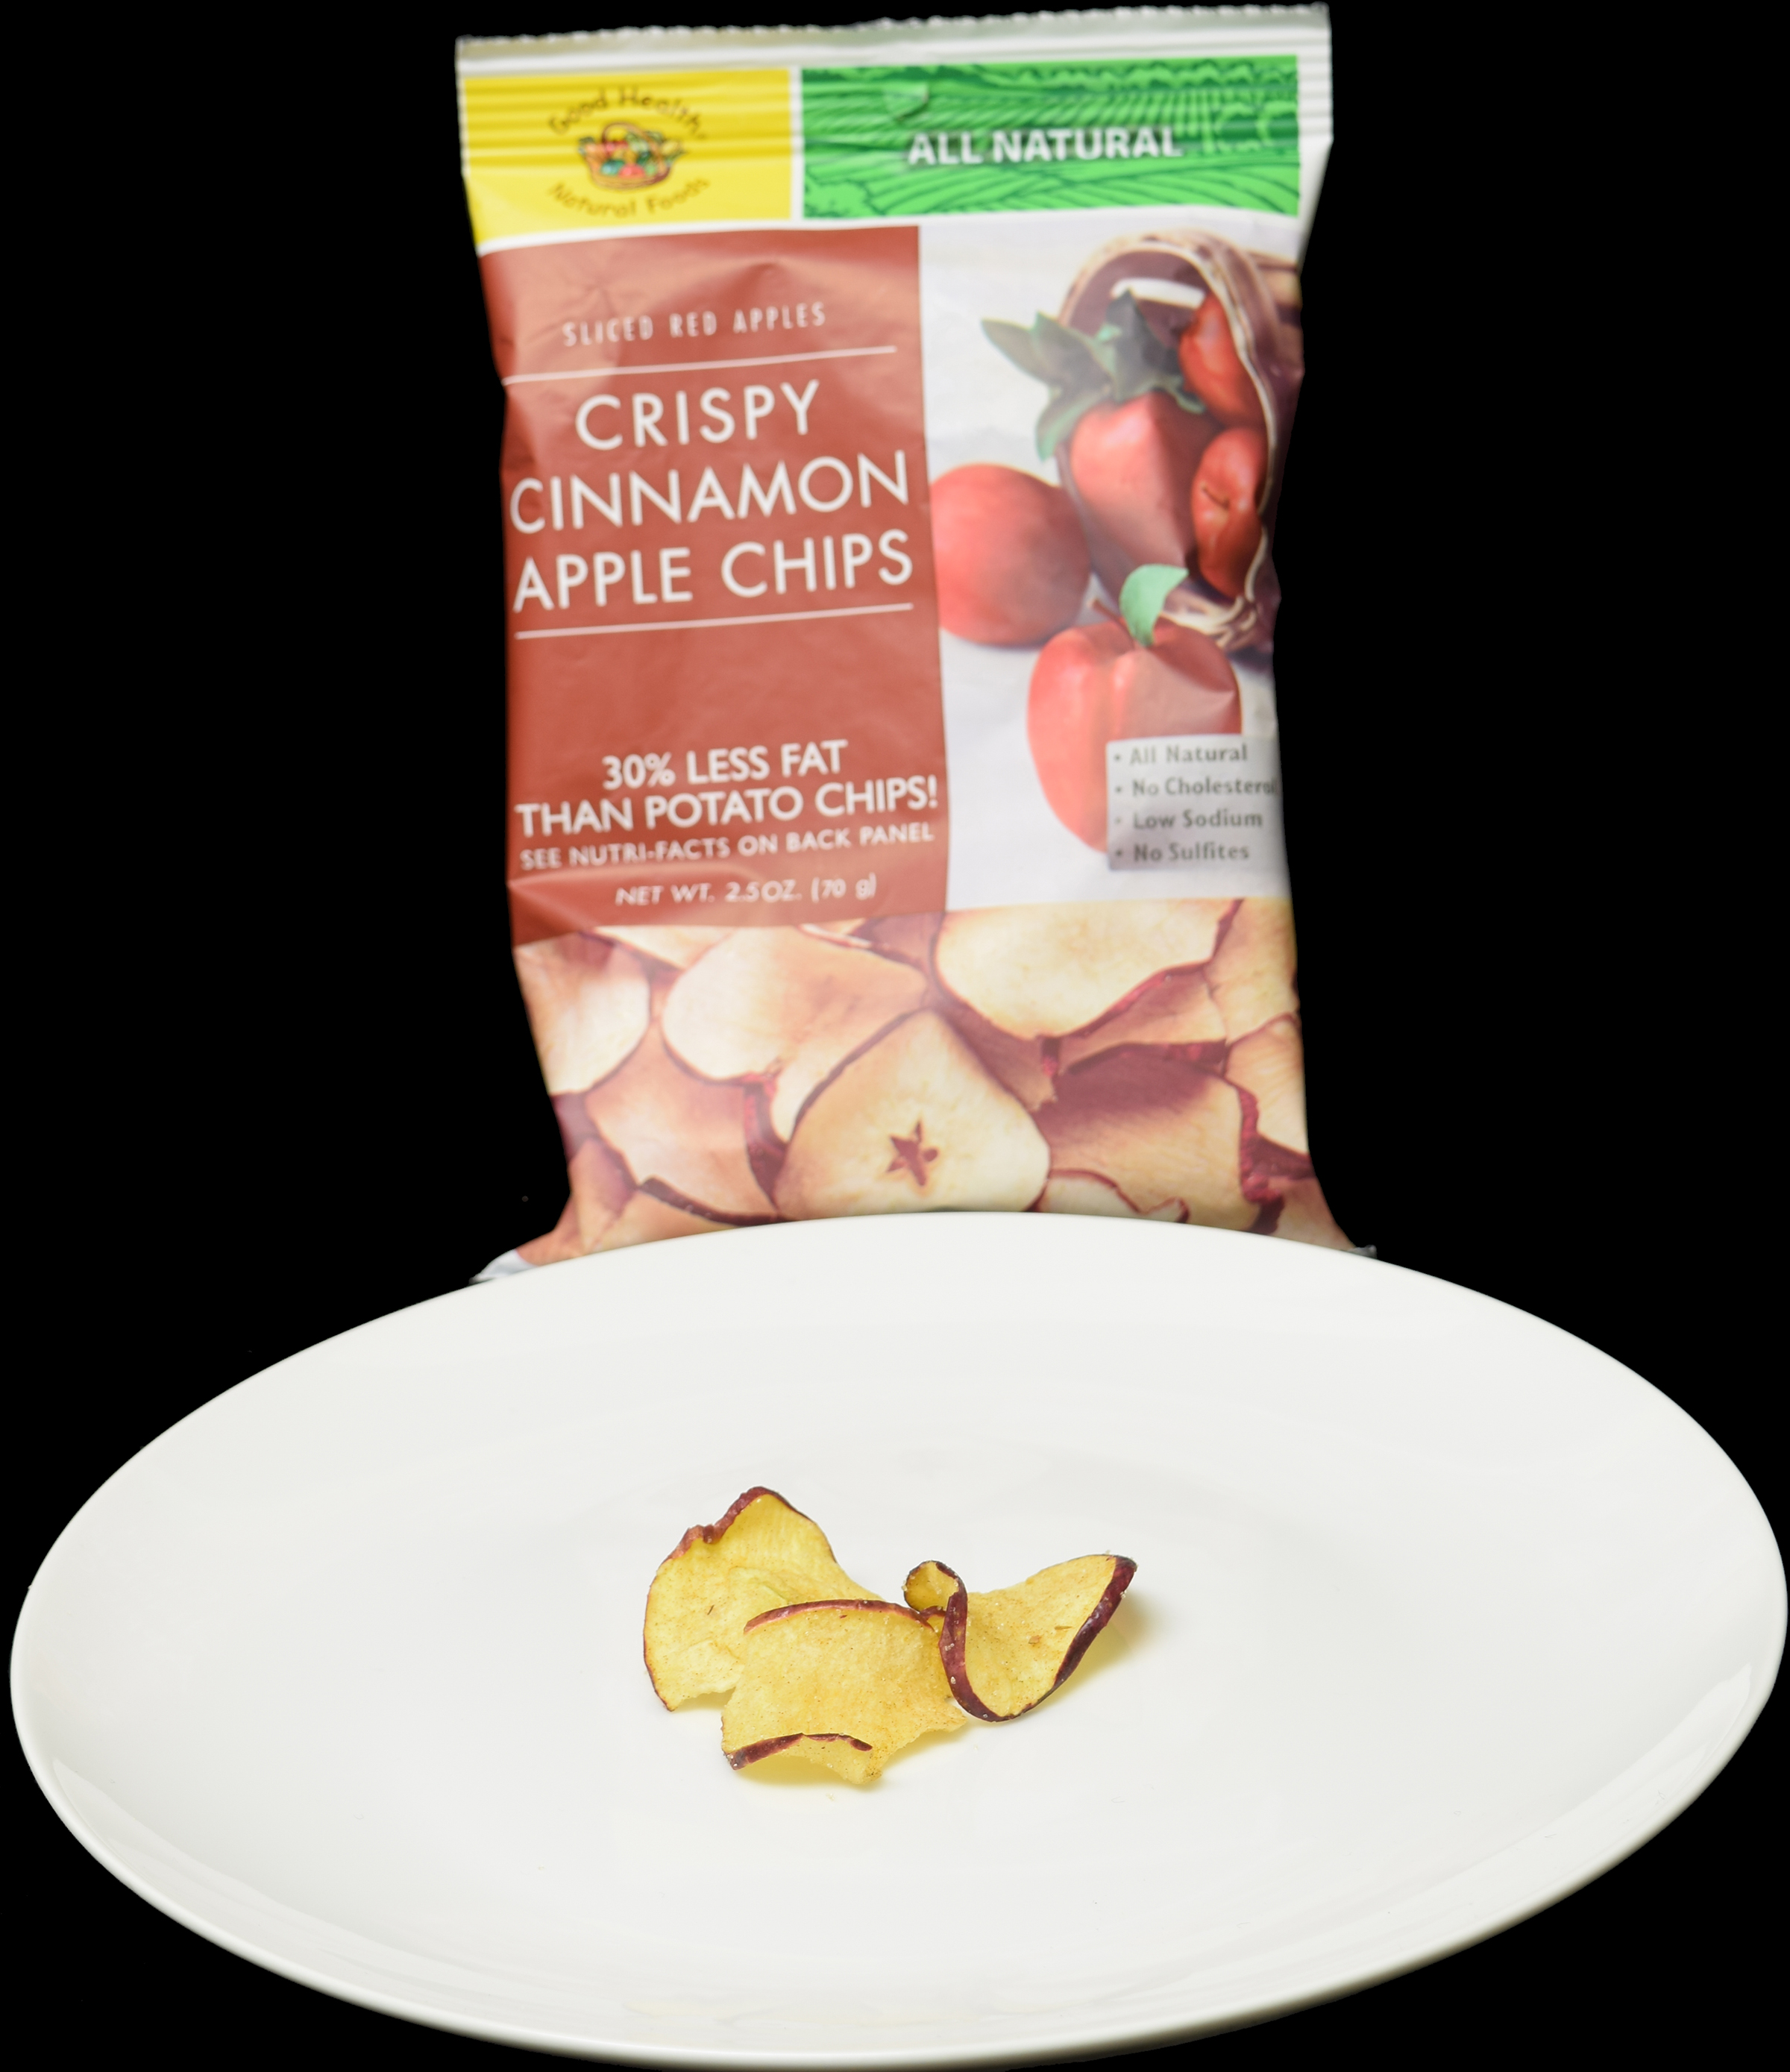 Good Health®
Natural Foods
ALL NATURAL
SLICED RED APPLES
CRISPY
CINNAMON
APPLE CHIPS
30% LESS FAT
THAN POTATO CHIPS!
SEE NUTRI-FACTS ON BACK PANEL
NET WT. 2.5OZ. (70 g)
• All Natural
• No Cholesterol
• Low Sodium
• No Sulfites